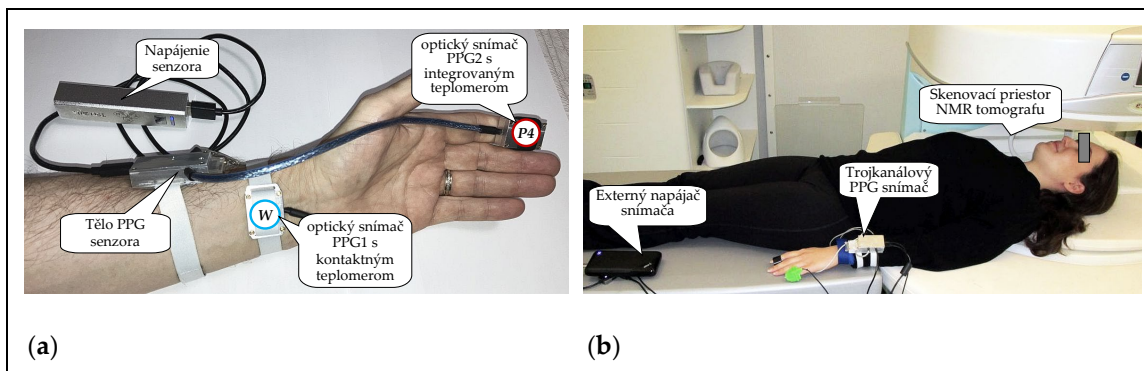 Napájenie
senzora
optický snímač
PPG2 s
integrovaným
teplomerom
P4
W
Tělo PPG
senzora
optický snímač
PPG1 s
kontaktným
teplomerom
(a)
Skenovací priestor
NMR tomografu
Trojkanálový
PPG snímač
Externý napájač
snímača
(b)